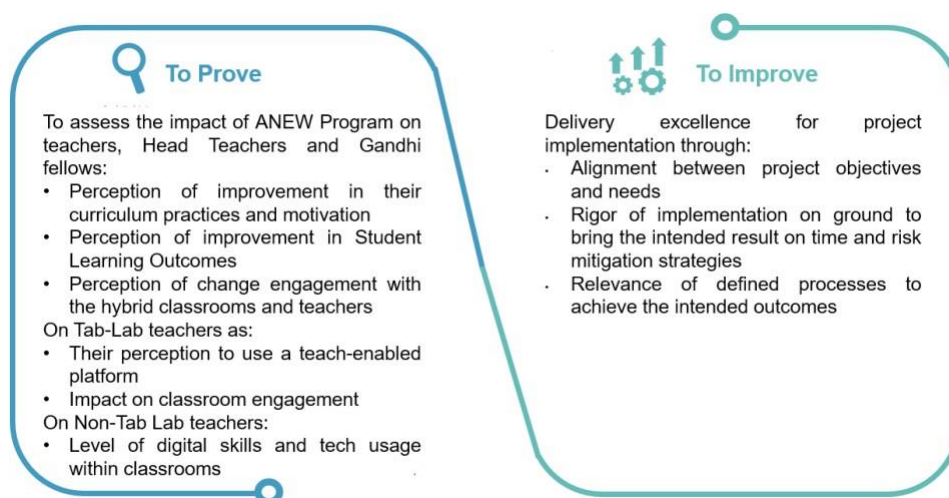 To Prove
To assess the impact of ANEW Program on
teachers, Head Teachers and Gandhi
fellows:
• Perception of improvement in their
curriculum practices and motivation
• Perception of improvement in Student
Learning Outcomes
• Perception of change engagement with
the hybrid classrooms and teachers
On Tab-Lab teachers as:
• Their perception to use a teach-enabled
platform
• Impact on classroom engagement
On Non-Tab Lab teachers:
• Level of digital skills and tech usage
within classrooms
To Improve
Delivery excellence for project
implementation through:
· Alignment between project objectives
and needs
· Rigor of implementation on ground to
bring the intended result on time and risk
mitigation strategies
· Relevance of defined processes to
achieve the intended outcomes